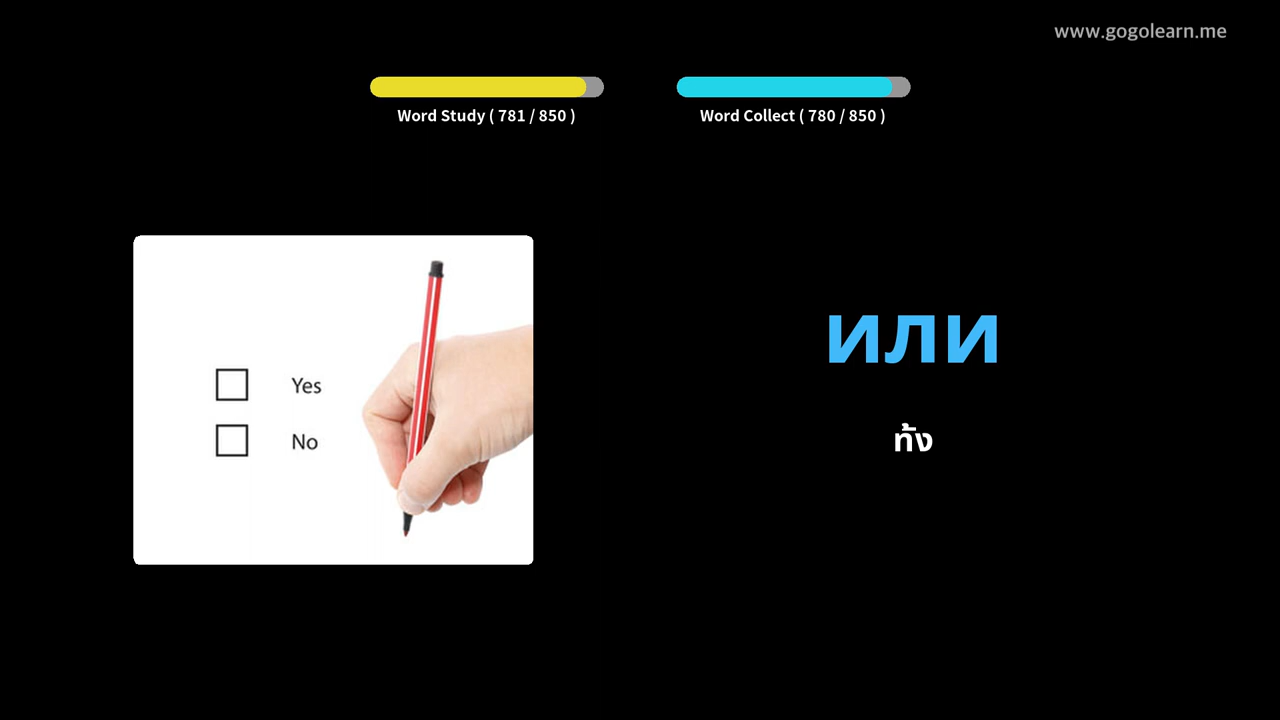 www.gogolearn.me
Word Study ( 781 / 850 )
Word Collect ( 780 / 850 )
Yes
No
или
ทั้ง